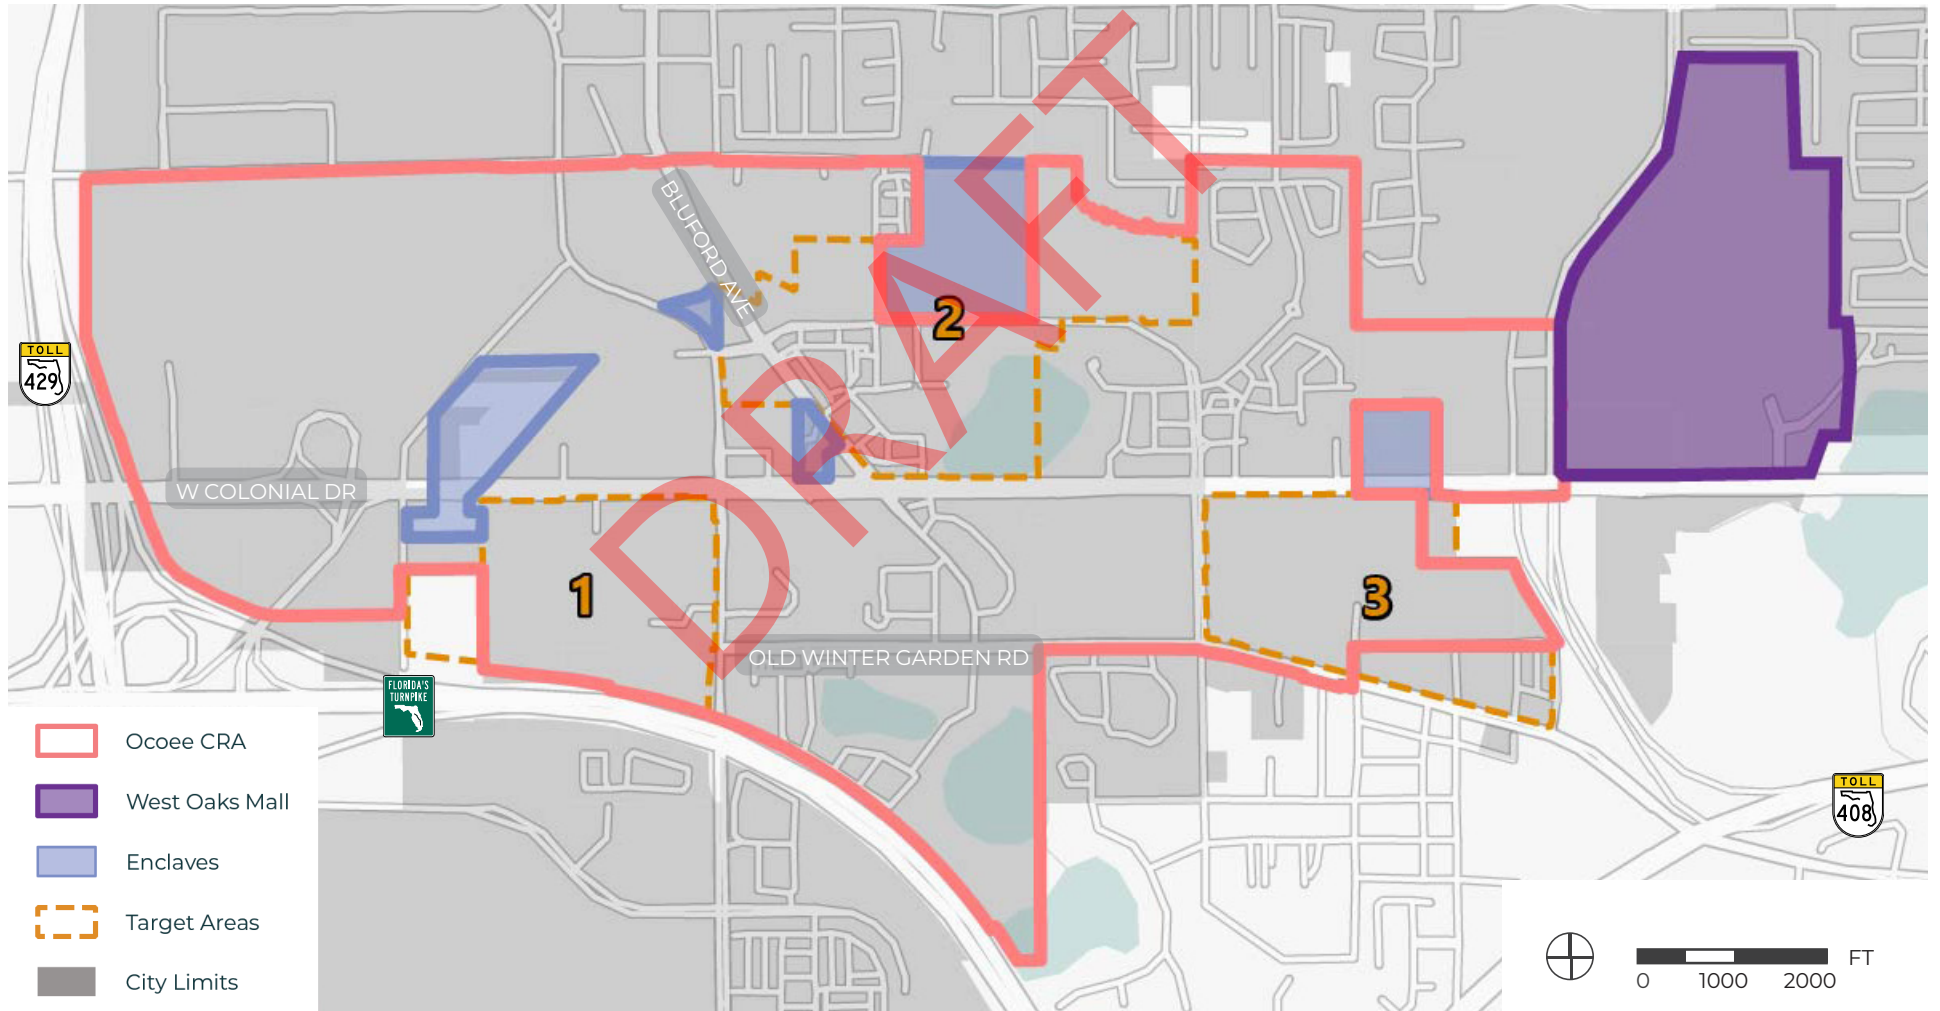 BLUFORD AVE
TOLL
429
W COLONIAL DR
2
1
3
DRAFT
OLD WINTER GARDEN RD
FLORIDA'S
TURNPIKE
Ocoee CRA
West Oaks Mall
Enclaves
Target Areas
City Limits
TOLL
408
FT
0 1000 2000